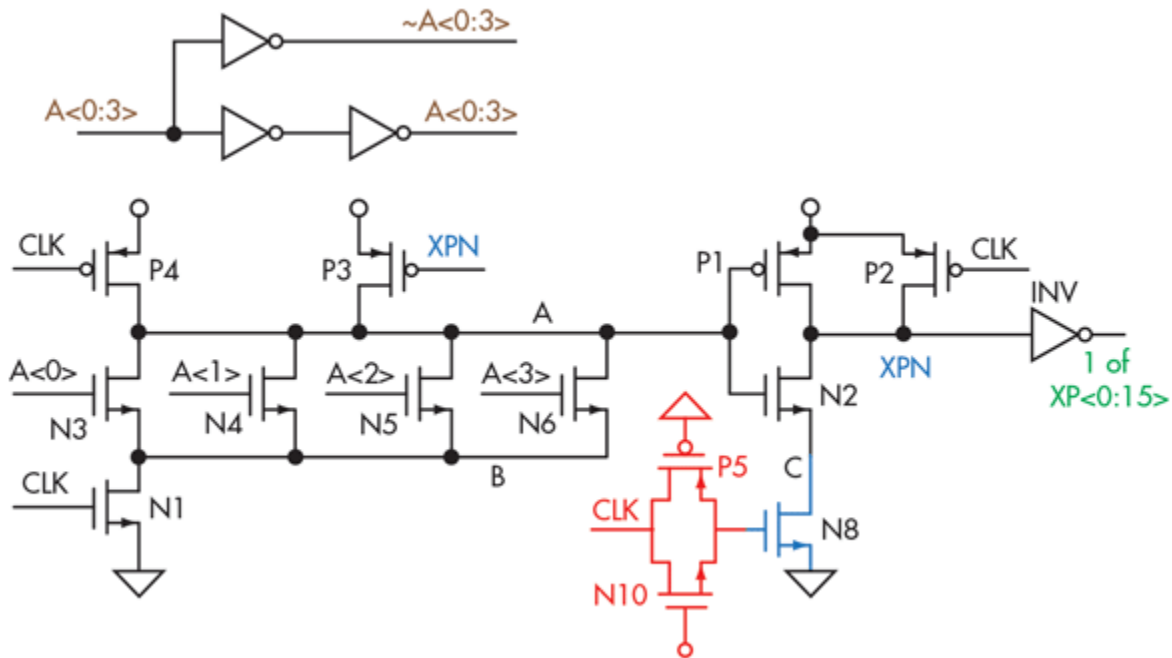 ~A<0:3>
A<0:3>
A<0:3>
CLK
P4
P3
XPN
P1
P2
CLK
INV
A
A<0>
A<1>
A<2>
A<3>
N3
N4
N5
N6
N2
XPN
1 of
XP<0:15>
B
CLK
N1
CLK
P5
C
N8
N10